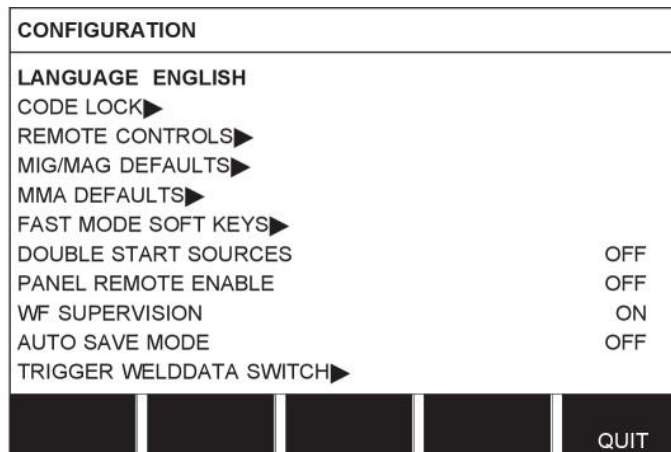 CONFIGURATION
LANGUAGE ENGLISH
CODE LOCK▶
REMOTE CONTROLS▶
MIG/MAG DEFAULTS▶
MMA DEFAULTS▶
FAST MODE SOFT KEYS▶
DOUBLE START SOURCES OFF
PANEL REMOTE ENABLE OFF
WF SUPERVISION ON
AUTO SAVE MODE OFF
TRIGGER WELDDATA SWITCH▶
QUIT